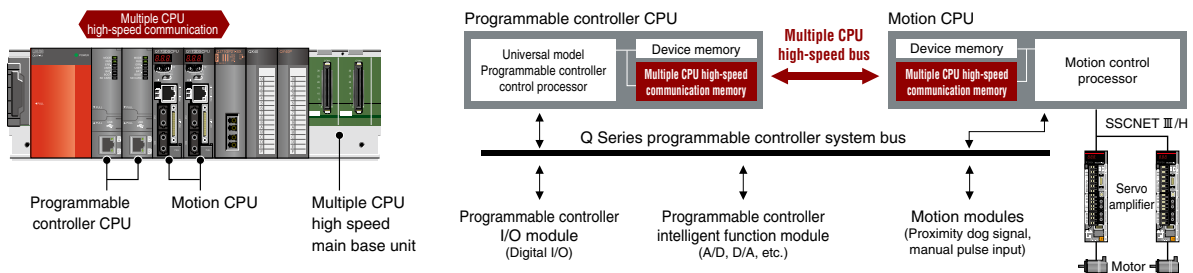 Multiple CPU
high-speed communication
Programmable
controller CPU
Motion CPU
Multiple CPU
high speed
main base unit
Programmable controller CPU
Universal model
Programmable controller
control processor
Device memory
Multiple CPU high-speed
communication memory
Multiple CPU
high-speed bus
Motion CPU
Device memory
Multiple CPU high-speed
communication memory
Motion control
processor
SSCNET Ⅲ/H
Q Series programmable controller system bus
Programmable controller
I/O module
(Digital I/O)
Programmable controller
intelligent function module
(A/D, D/A, etc.)
Motion modules
(Proximity dog signal,
manual pulse input)
Servo
amplifier
Motor